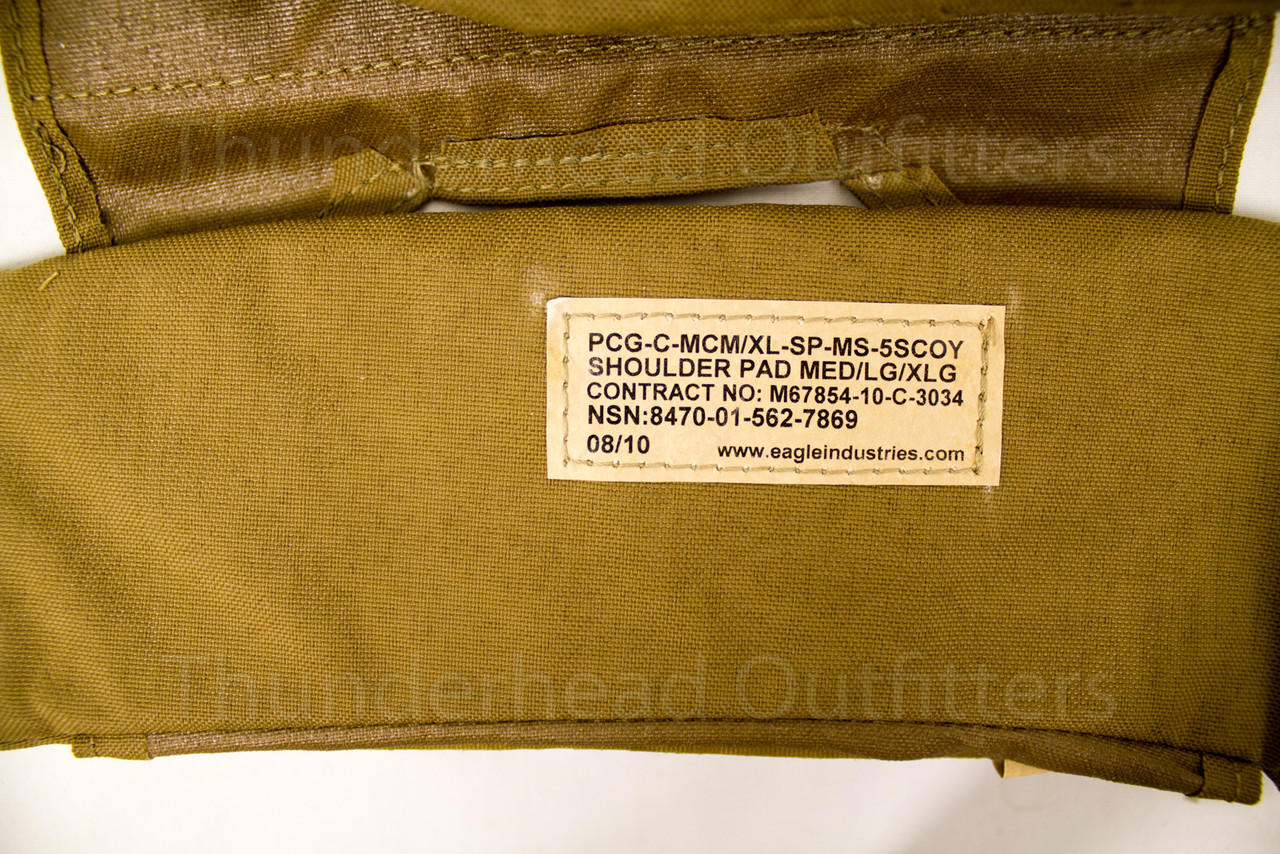 Thunderhead Outfitters
PCG-C-MCM/XL-SP-MS-5SCOY
SHOULDER PAD MED/LG/XLG
CONTRACT NO: M67854-10-C-3034
NSN:8470-01-562-7869
08/10 www.eagleindustries.com
Thunderhead Outfitters